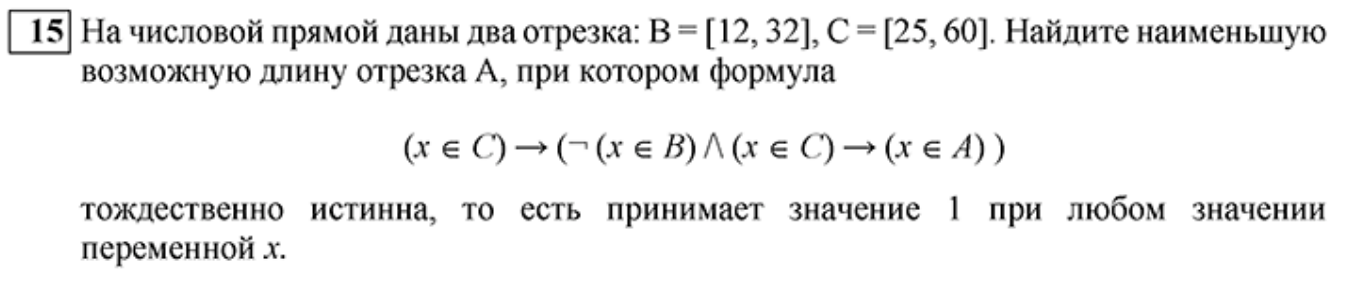 15 На числовой прямой даны два отрезка: B = [12, 32], C = [25, 60]. Найдите наименьшую
возможную длину отрезка A, при котором формула
(x ∈ C) → (¬ (x ∈ B) /\ (x ∈ C) → (x ∈ A) )
тождественно истинна, то есть принимает значение 1 при любом значении
переменной x.